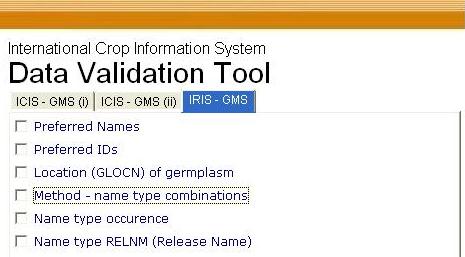 International Crop Information System
Data Validation Tool
ICIS - GMS (i) ICIS - GMS (ii) IRIS - GMS
Preferred Names
Preferred IDs
Location (GLOCN) of germplasm
Method - name type combinations
Name type occurence
Name type RELNM (Release Name)